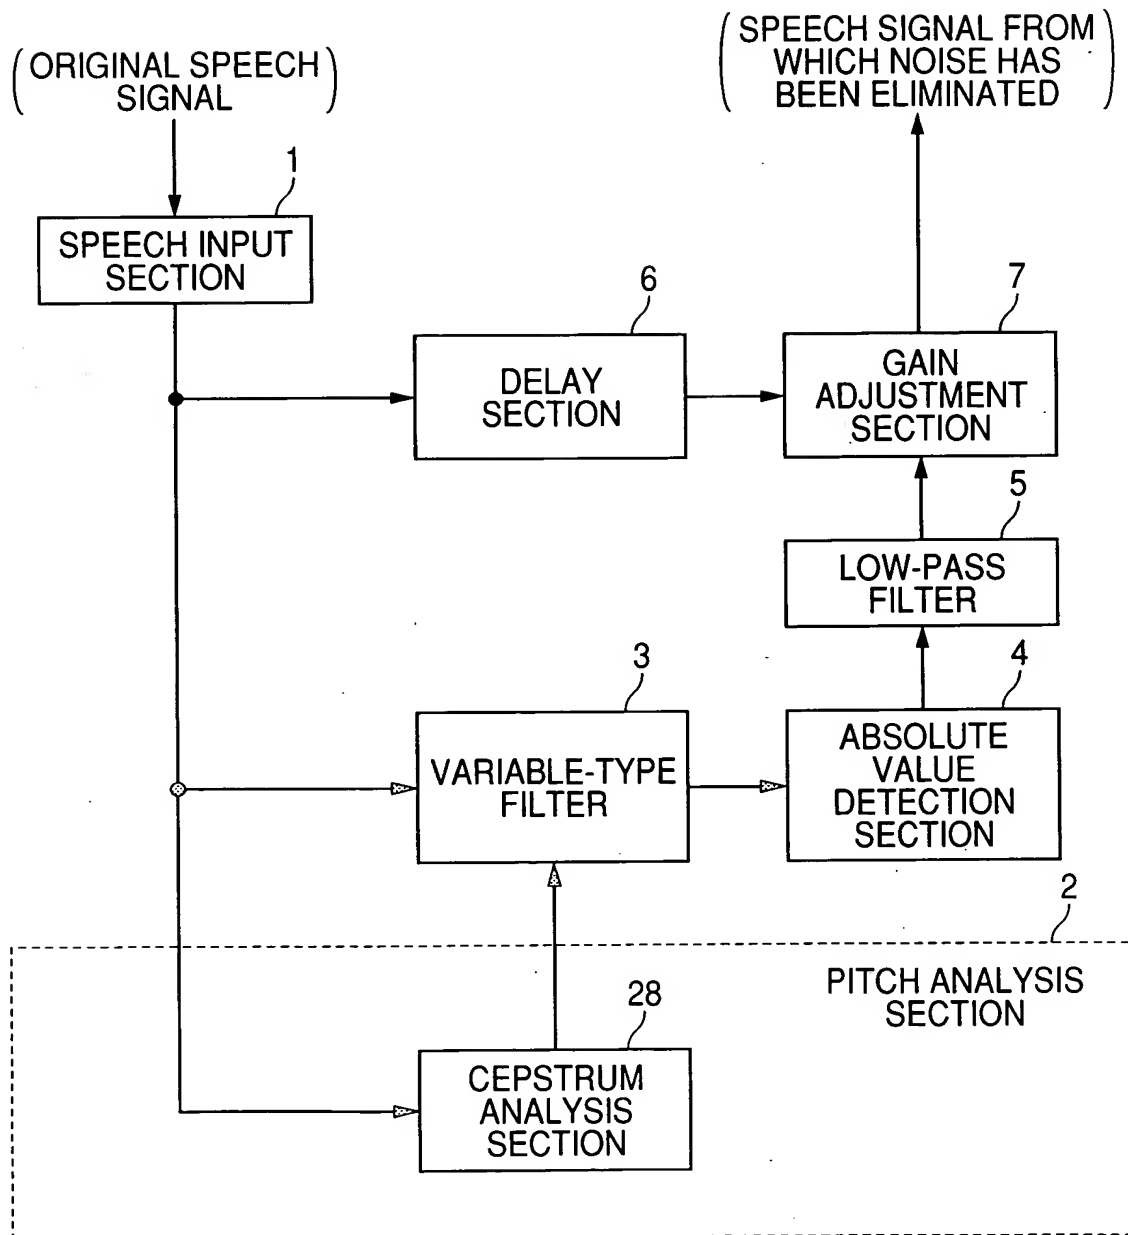 (ORIGINAL SPEECH
SIGNAL)
(SPEECH SIGNAL FROM
WHICH NOISE HAS
BEEN ELIMINATED)
1
SPEECH INPUT
SECTION
6
DELAY
SECTION
7
GAIN
ADJUSTMENT
SECTION
5
LOW-PASS
FILTER
3
VARIABLE-TYPE
FILTER
4
ABSOLUTE
VALUE
DETECTION
SECTION
2
PITCH ANALYSIS
SECTION
28
CEPSTRUM
ANALYSIS
SECTION